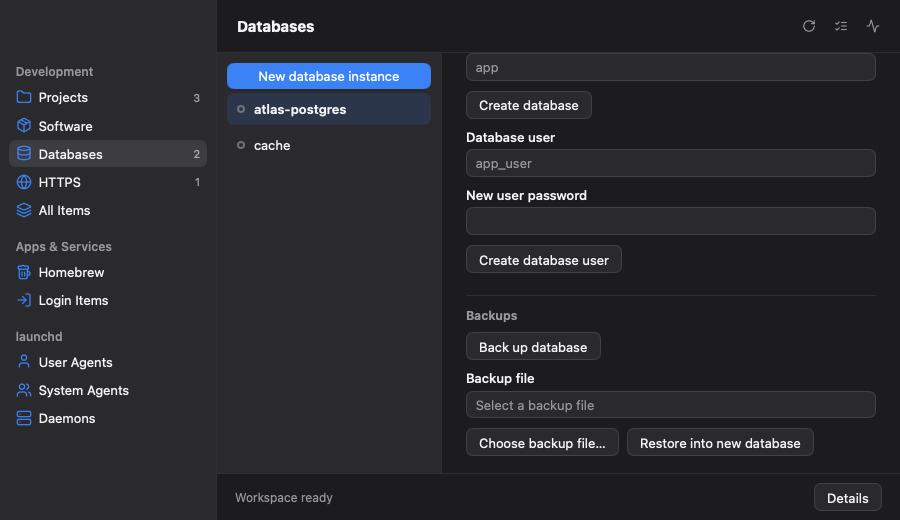 Databases
Development
Projects 3
Software
Databases 2
HTTPS 1
All Items
Apps & Services
Homebrew
Login Items
launchd
User Agents
System Agents
Daemons
New database instance
atlas-postgres
cache
app
Create database
Database user
app_user
New user password
Create database user
Backups
Back up database
Backup file
Select a backup file
Choose backup file... Restore into new database
Workspace ready
Details